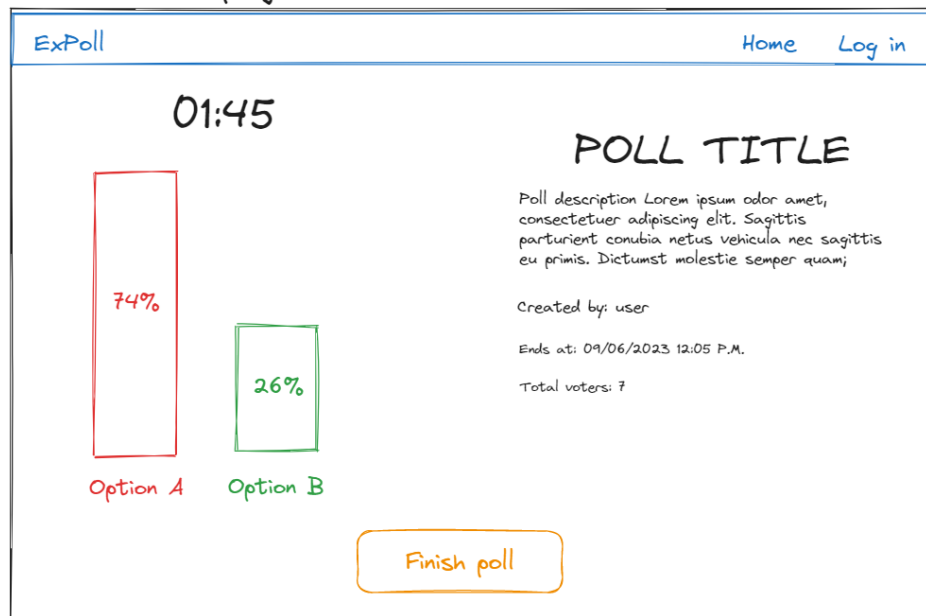 ExPoll
Home
Log in
01:45
POLL TITLE
Poll description Lorem ipsum odor amet,
consectetuer adipiscing elit. Sagittis
parturient conubia netus vehicula nec sagittis
eu primis. Dictumst molestie semper quam;
Created by: user
Ends at: 09/06/2023 12:05 P.M.
Total voters: 7
74%
26%
Option A
Option B
Finish poll